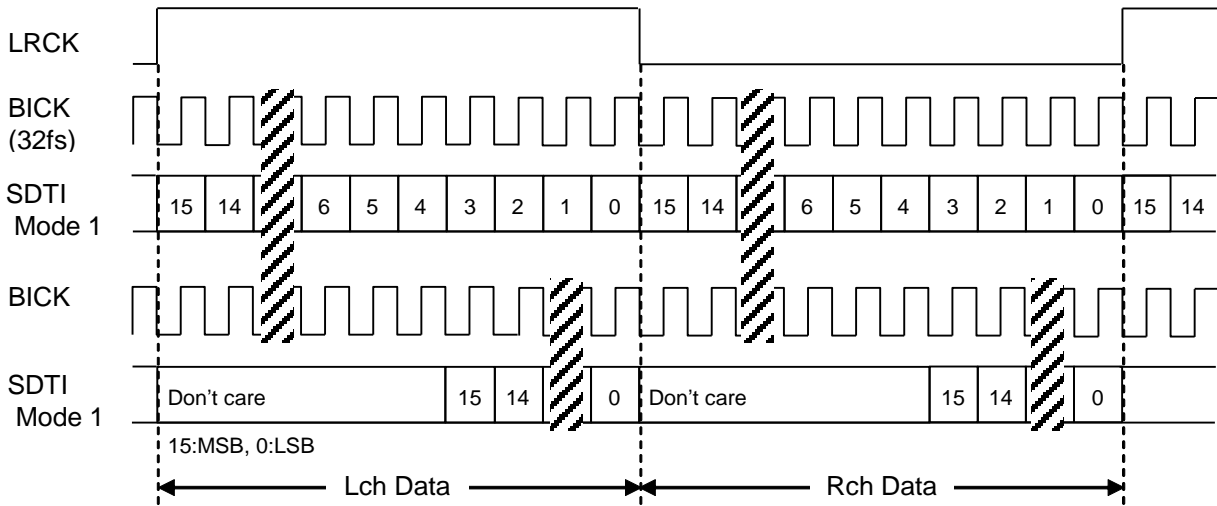 LRCK
BICK
(32fs)
SDTI
Mode 1
15 14 6 5 4 3 2 1 0 15 14 6 5 4 3 2 1 0 15 14
BICK
SDTI
Mode 1
Don't care 15 14 0 Don't care 15 14 0
15:MSB, 0:LSB
Lch Data Rch Data